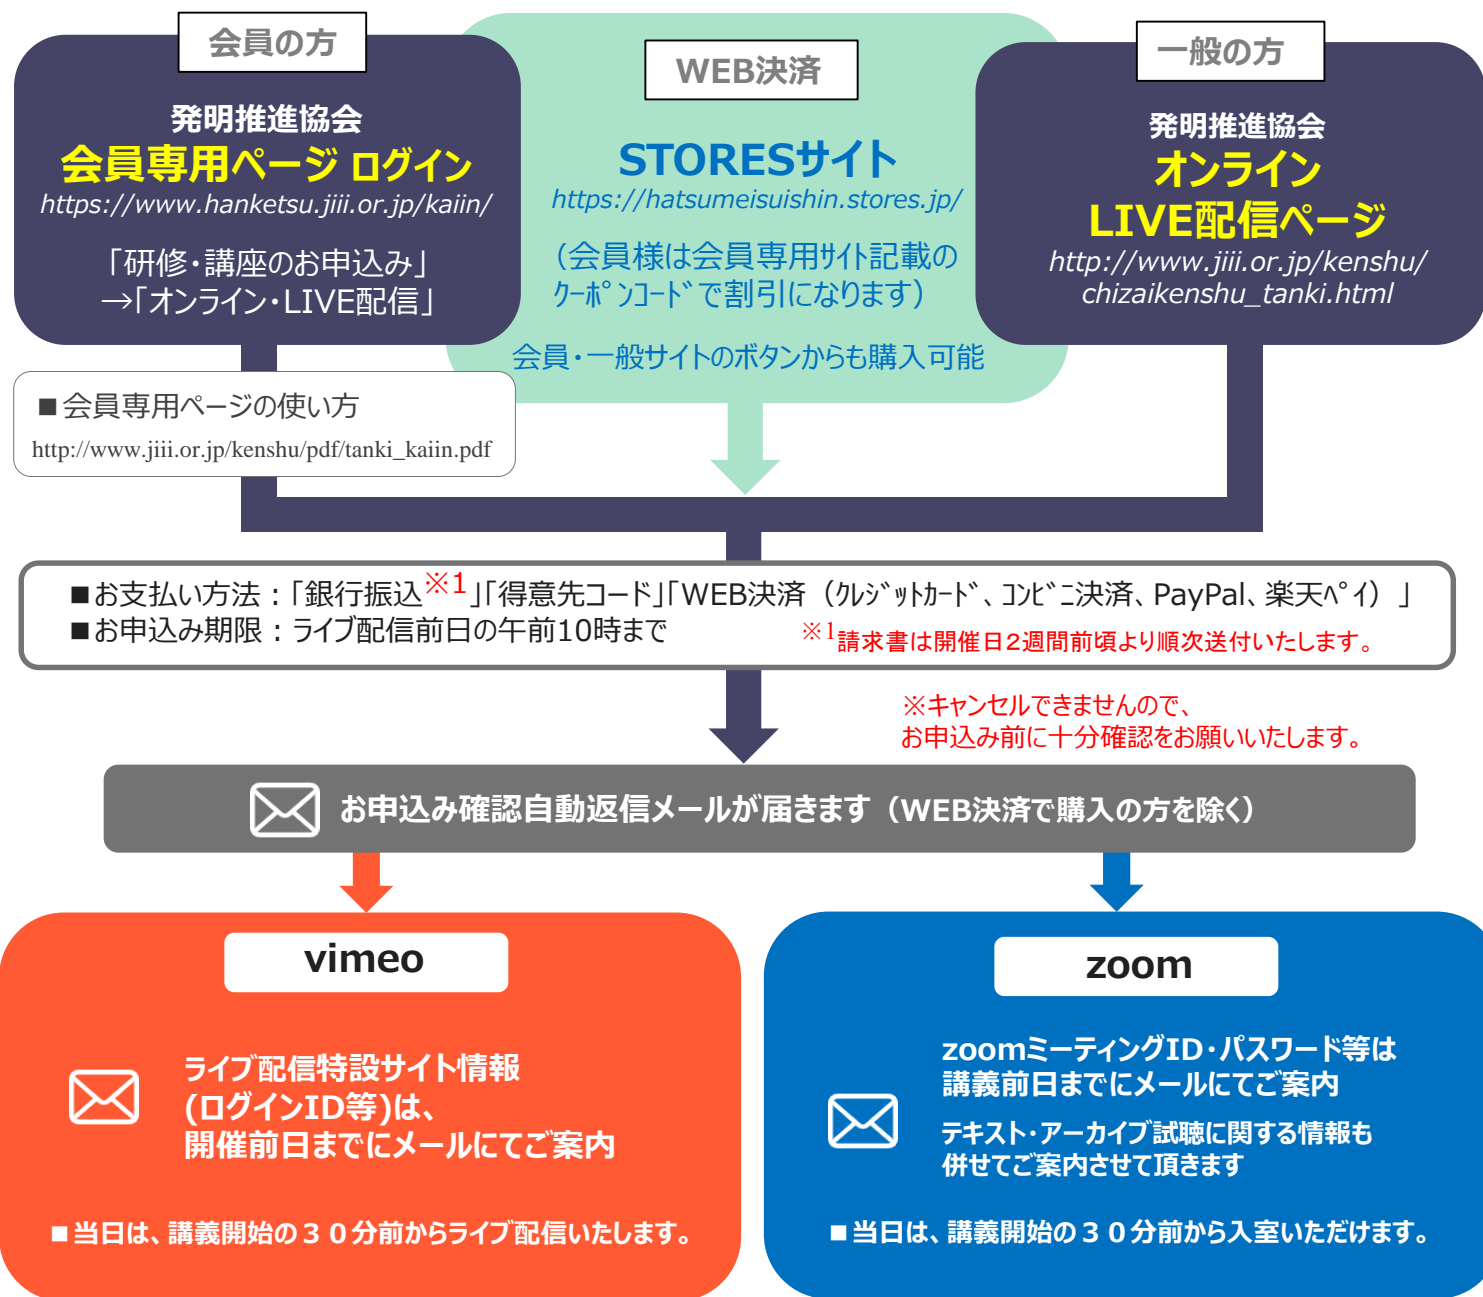 会員の方
発明推進協会
会員専用ページ ログイン
https://www.hanketsu.jiii.or.jp/kaiin/
「研修・講座のお申込み」
→「オンライン・LIVE配信」
■会員専用ページの使い方
http://www.jiii.or.jp/kenshu/pdf/tanki_kaiin.pdf
WEB決済
STORESサイト
https://hatsumeisuishin.stores.jp/
（会員様は会員専用ｻｲﾄ記載の
ｸｰﾎﾟﾝｺｰﾄﾞで割引になります）
会員・一般サイトのボタンからも購入可能
一般の方
発明推進協会
オンライン
LIVE配信ページ
http://www.jiii.or.jp/kenshu/
chizaikenshu_tanki.html
■お支払い方法：「銀行振込※1」「得意先コード」「WEB決済（ｸﾚｼﾞｯﾄｶｰﾄﾞ、ｺﾝﾋﾞﾆ決済、PayPal、楽天ﾍﾟｲ）」
■お申込み期限：ライブ配信前日の午前10時まで ※1請求書は開催日２週間前頃より順次送付いたします。
※キャンセルできませんので、
お申込み前に十分確認をお願いいたします。
お申込み確認自動返信メールが届きます（WEB決済で購入の方を除く）
vimeo
ライブ配信特設サイト情報
(ログインID等)は、
開催前日までにメールにてご案内
■当日は、講義開始の３０分前からライブ配信いたします。
zoom
zoomミーティングID・パスワード等は
講義前日までにメールにてご案内
テキスト・アーカイブ試聴に関する情報も
併せてご案内させて頂きます
■当日は、講義開始の３０分前から入室いただけます。